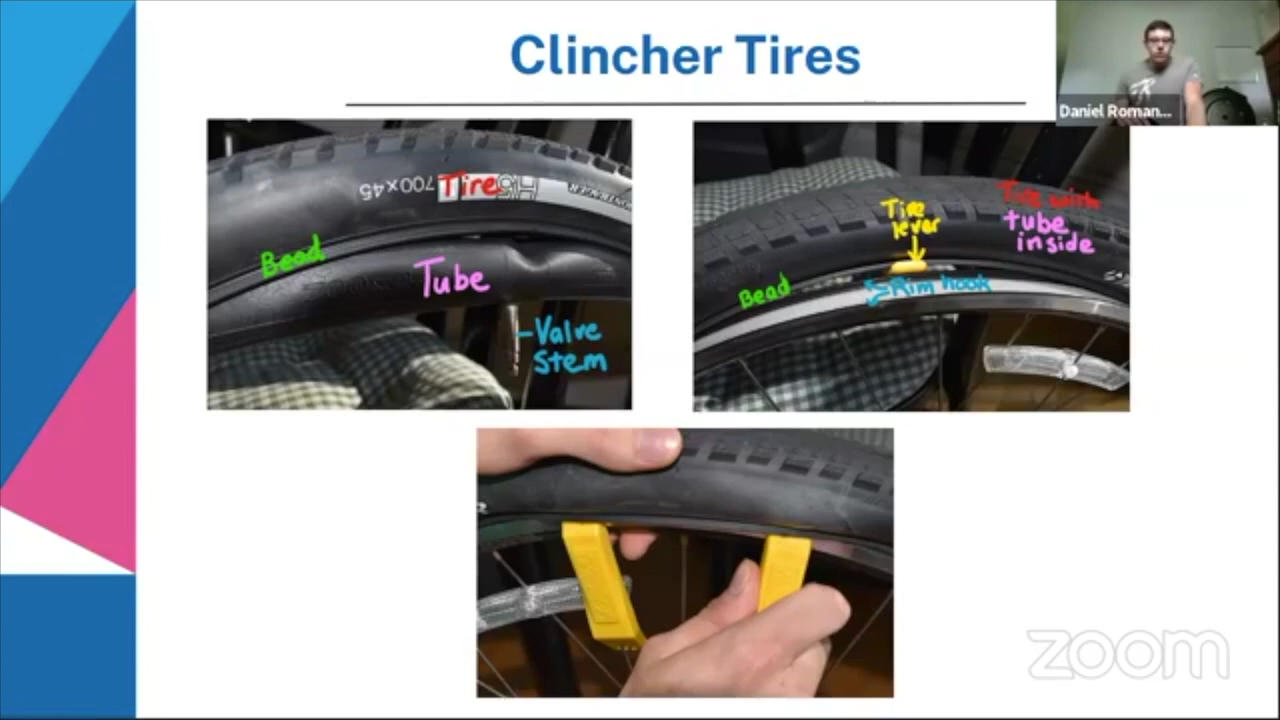 Clincher Tires
Daniel Roman...
700x45
Tire
Bead
Tube
Valve
Stem
Tire
lever
Tire with
tube
inside
Bead
Rim hook
zoom